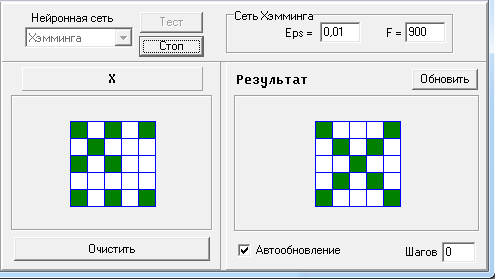 Нейронная сеть
Хэмминга
Тест
Стоп
Сеть Хэмминга
Eps =
0,01
F =
900
X
Результат
Обновить
Очистить
Автообновление
Шагов
0